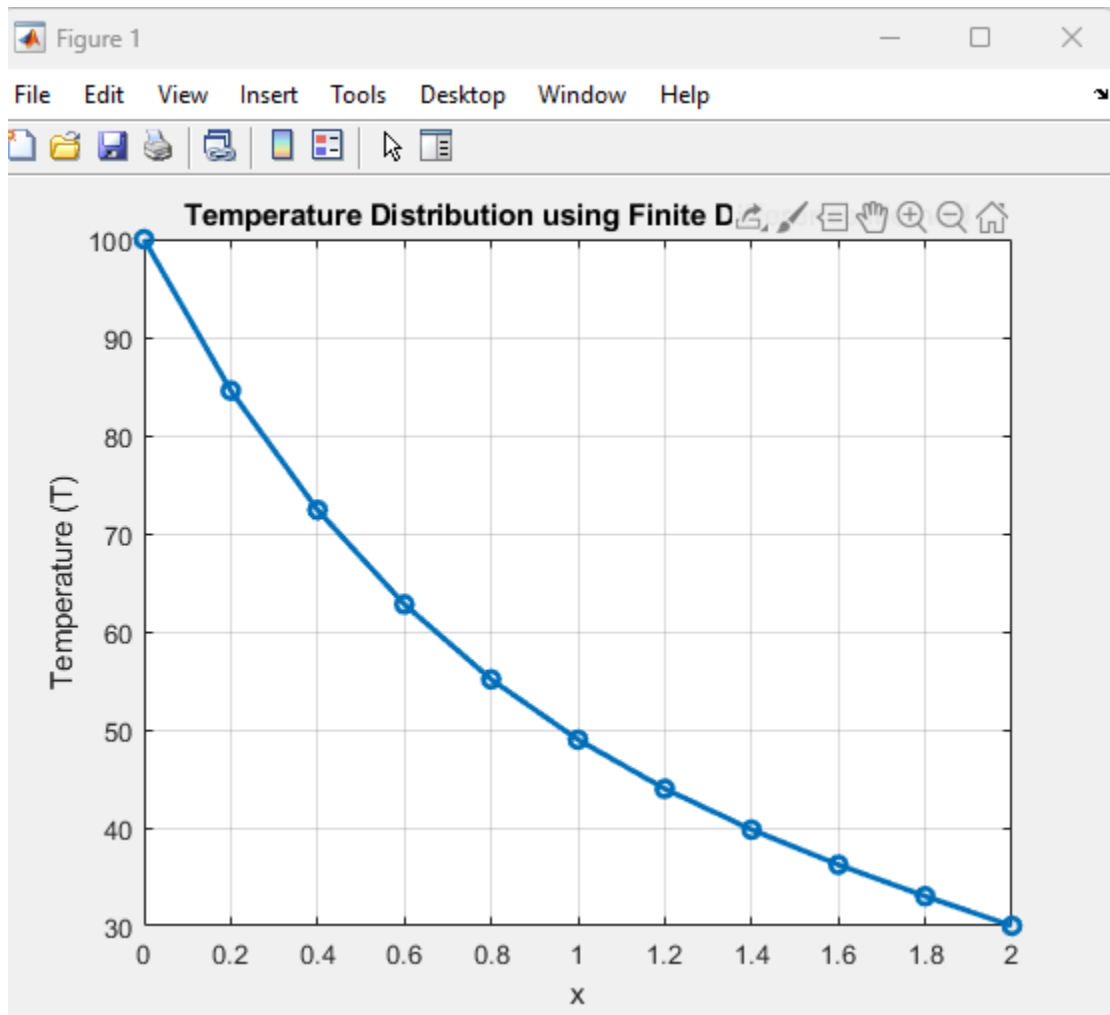 Figure 1
File Edit View Insert Tools Desktop Window Help
Temperature Distribution using Finite D
100
90
80
70
60
50
40
30
Temperature (T)
0 0.2 0.4 0.6 0.8 1 1.2 1.4 1.6 1.8 2
x